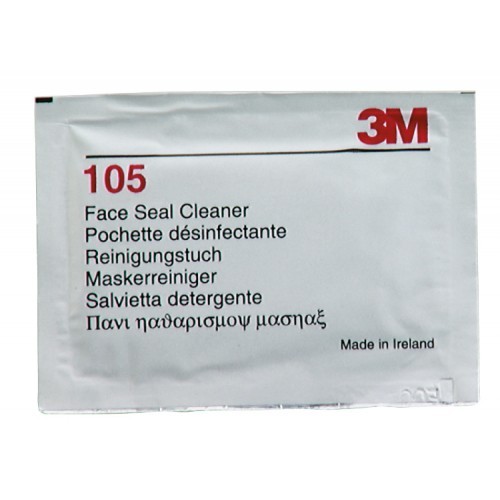 3M
105
Face Seal Cleaner
Pochette désinfectante
Reinigungstuch
Maskerreiniger
Salvietta detergente
Πανι ηαϑαρισμοψ μασηαξ
Made in Ireland